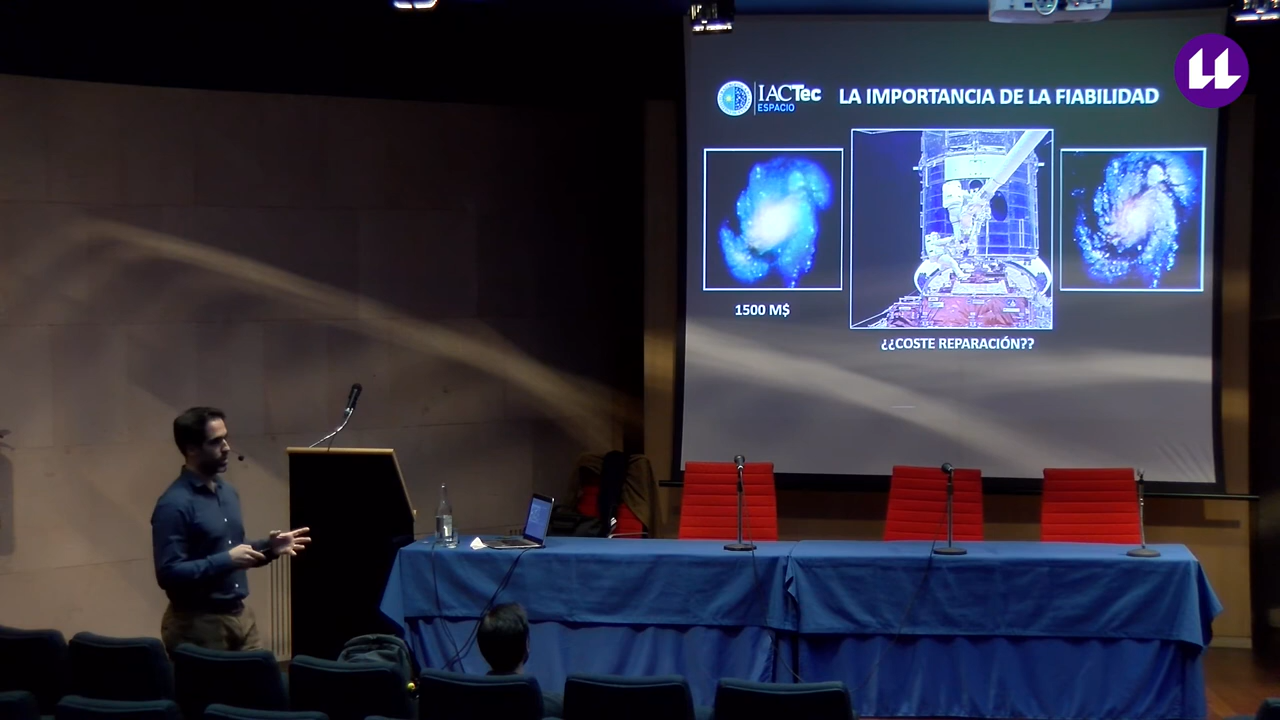 IACTec
ESPACIO
LA IMPORTANCIA DE LA FIABILIDAD
1500 M$
¿¿COSTE REPARACIÓN??